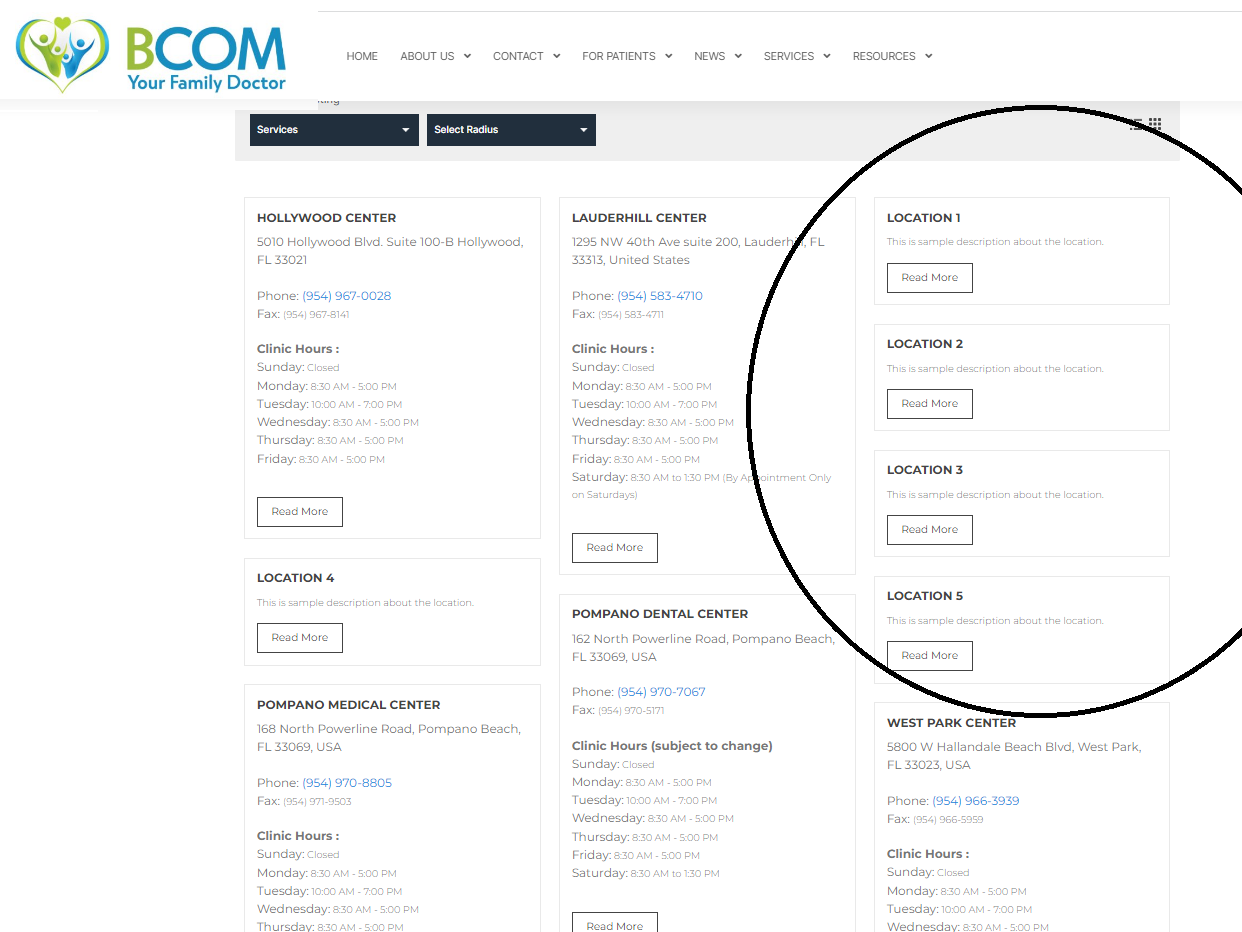 BCOM
Your Family Doctor
HOME ABOUT US CONTACT FOR PATIENTS NEWS SERVICES RESOURCES
Services
Select Radius
HOLLYWOOD CENTER
5010 Hollywood Blvd. Suite 100-B Hollywood,
FL 33021
Phone: (954) 967-0028
Fax: (954) 967-8141
Clinic Hours :
Sunday: Closed
Monday: 8:30 AM - 5:00 PM
Tuesday: 10:00 AM - 7:00 PM
Wednesday: 8:30 AM - 5:00 PM
Thursday: 8:30 AM - 5:00 PM
Friday: 8:30 AM - 5:00 PM
Read More
LOCATION 4
This is sample description about the location.
Read More
POMPANO MEDICAL CENTER
168 North Powerline Road, Pompano Beach,
FL 33069, USA
Phone: (954) 970-8805
Fax: (954) 971-9503
Clinic Hours :
Sunday: Closed
Monday: 8:30 AM - 5:00 PM
Tuesday: 10:00 AM - 7:00 PM
Wednesday: 8:30 AM - 5:00 PM
Thursday: 8:30 AM - 5:00 PM
LAUDERHILL CENTER
1295 NW 40th Ave suite 200, Lauderhill, FL
33313, United States
Phone: (954) 583-4710
Fax: (954) 583-4711
Clinic Hours :
Sunday: Closed
Monday: 8:30 AM - 5:00 PM
Tuesday: 10:00 AM - 7:00 PM
Wednesday: 8:30 AM - 5:00 PM
Thursday: 8:30 AM - 5:00 PM
Friday: 8:30 AM - 5:00 PM
Saturday: 8:30 AM to 1:30 PM (By Appointment Only
on Saturdays)
Read More
POMPANO DENTAL CENTER
162 North Powerline Road, Pompano Beach,
FL 33069, USA
Phone: (954) 970-7067
Fax: (954) 970-5171
Clinic Hours (subject to change)
Sunday: Closed
Monday: 8:30 AM - 5:00 PM
Tuesday: 10:00 AM - 7:00 PM
Wednesday: 8:30 AM - 5:00 PM
Thursday: 8:30 AM - 5:00 PM
Friday: 8:30 AM - 5:00 PM
Saturday: 8:30 AM to 1:30 PM
Read More
LOCATION 1
This is sample description about the location.
Read More
LOCATION 2
This is sample description about the location.
Read More
LOCATION 3
This is sample description about the location.
Read More
LOCATION 5
This is sample description about the location.
Read More
WEST PARK CENTER
5800 W Hallandale Beach Blvd, West Park,
FL 33023, USA
Phone: (954) 966-3939
Fax: (954) 966-5959
Clinic Hours :
Sunday: Closed
Monday: 8:30 AM - 5:00 PM
Tuesday: 10:00 AM - 7:00 PM
Wednesday: 8:30 AM - 5:00 PM